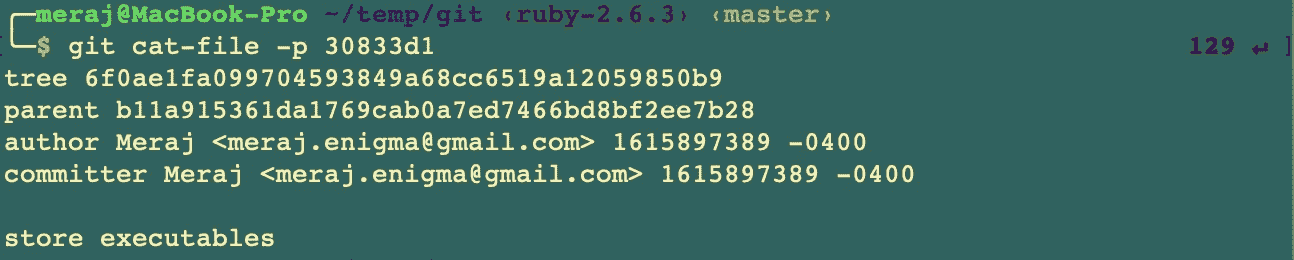 meraj@MacBook-Pro ~/temp/git ‹ruby-2.6.3› ‹master›
$ git cat-file -p 30833d1 129 ↵
tree 6f0ae1fa099704593849a68cc6519a12059850b9
parent b11a915361da1769cab0a7ed7466bd8bf2ee7b28
author Meraj <meraj.enigma@gmail.com> 1615897389 -0400
committer Meraj <meraj.enigma@gmail.com> 1615897389 -0400
store executables